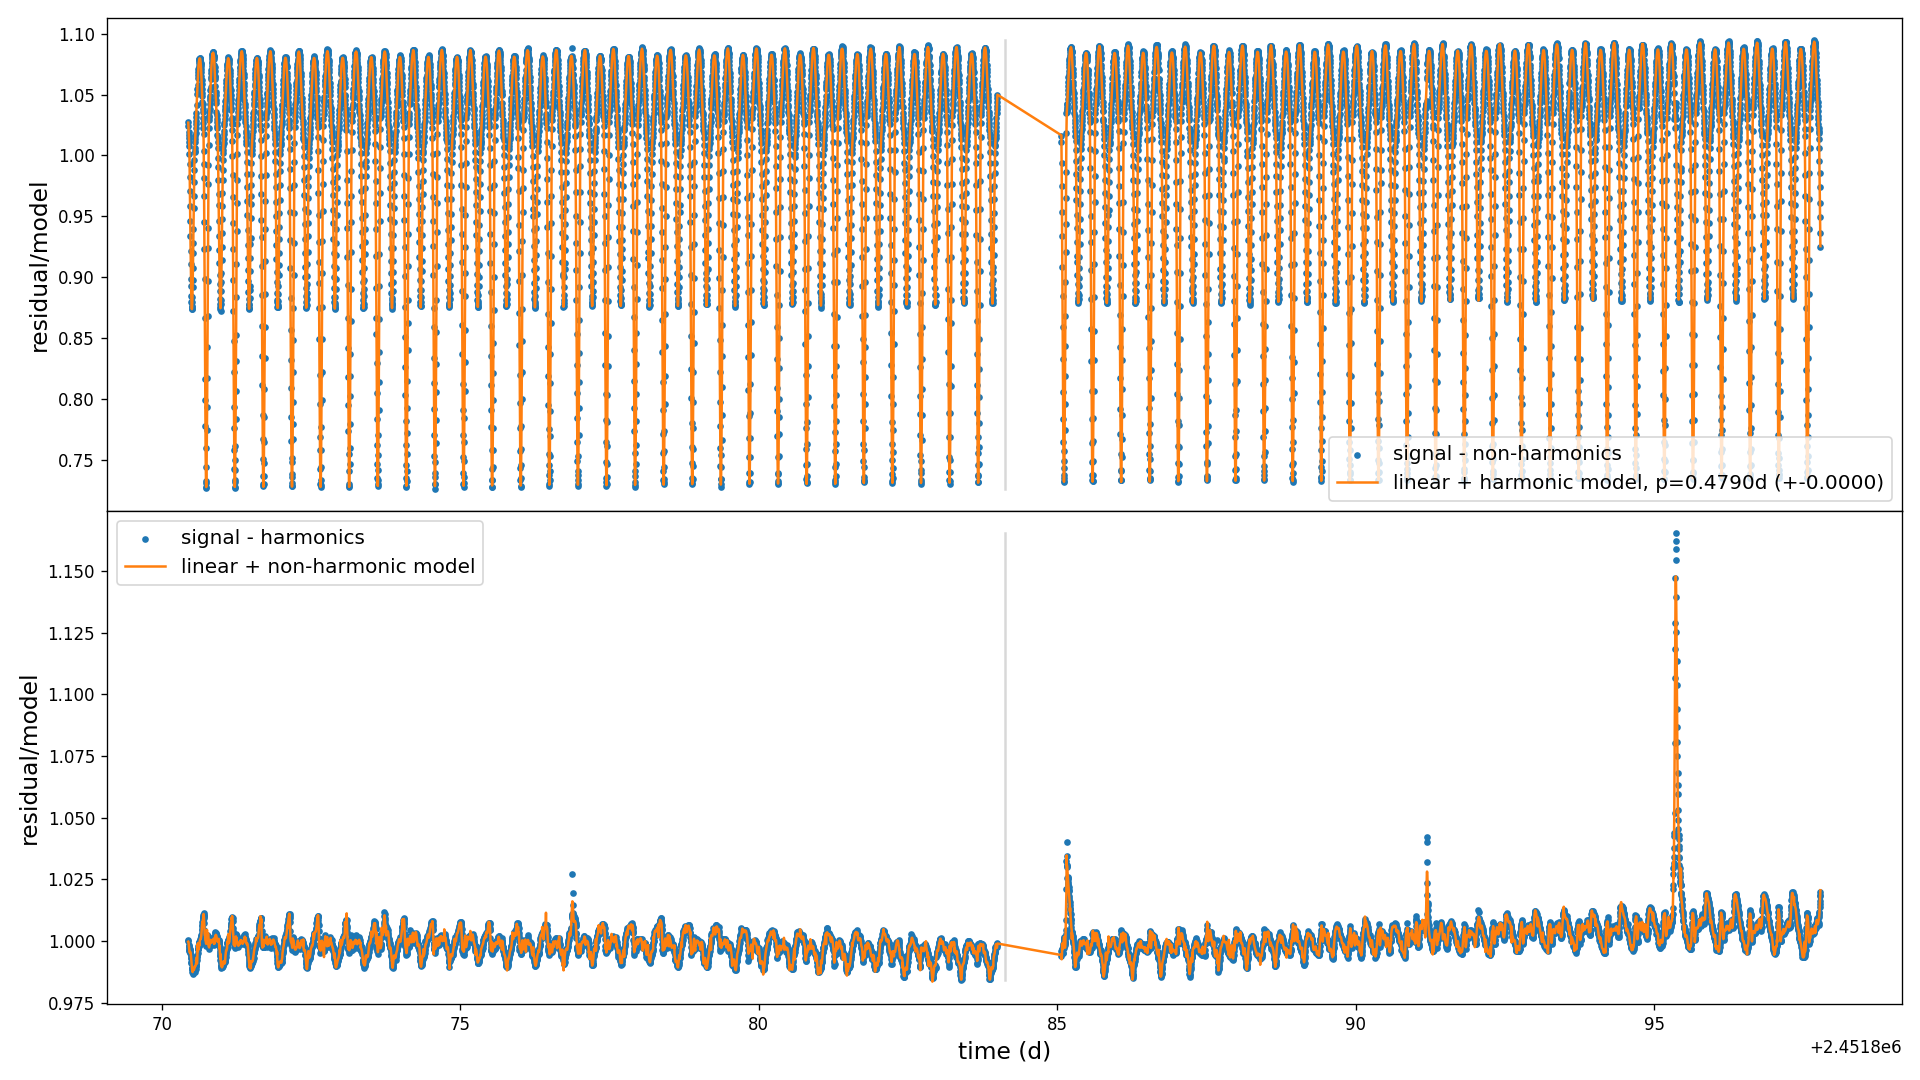 1.10
1.05
1.00
0.95
0.90
0.85
0.80
0.75
residual/model
signal - non-harmonics
linear + harmonic model, p=0.4790d (+-0.0000)
signal - harmonics
linear + non-harmonic model
1.150
1.125
1.100
1.075
1.050
1.025
1.000
0.975
residual/model
70 75 80 85 90 95
time (d)
+2.4518e6